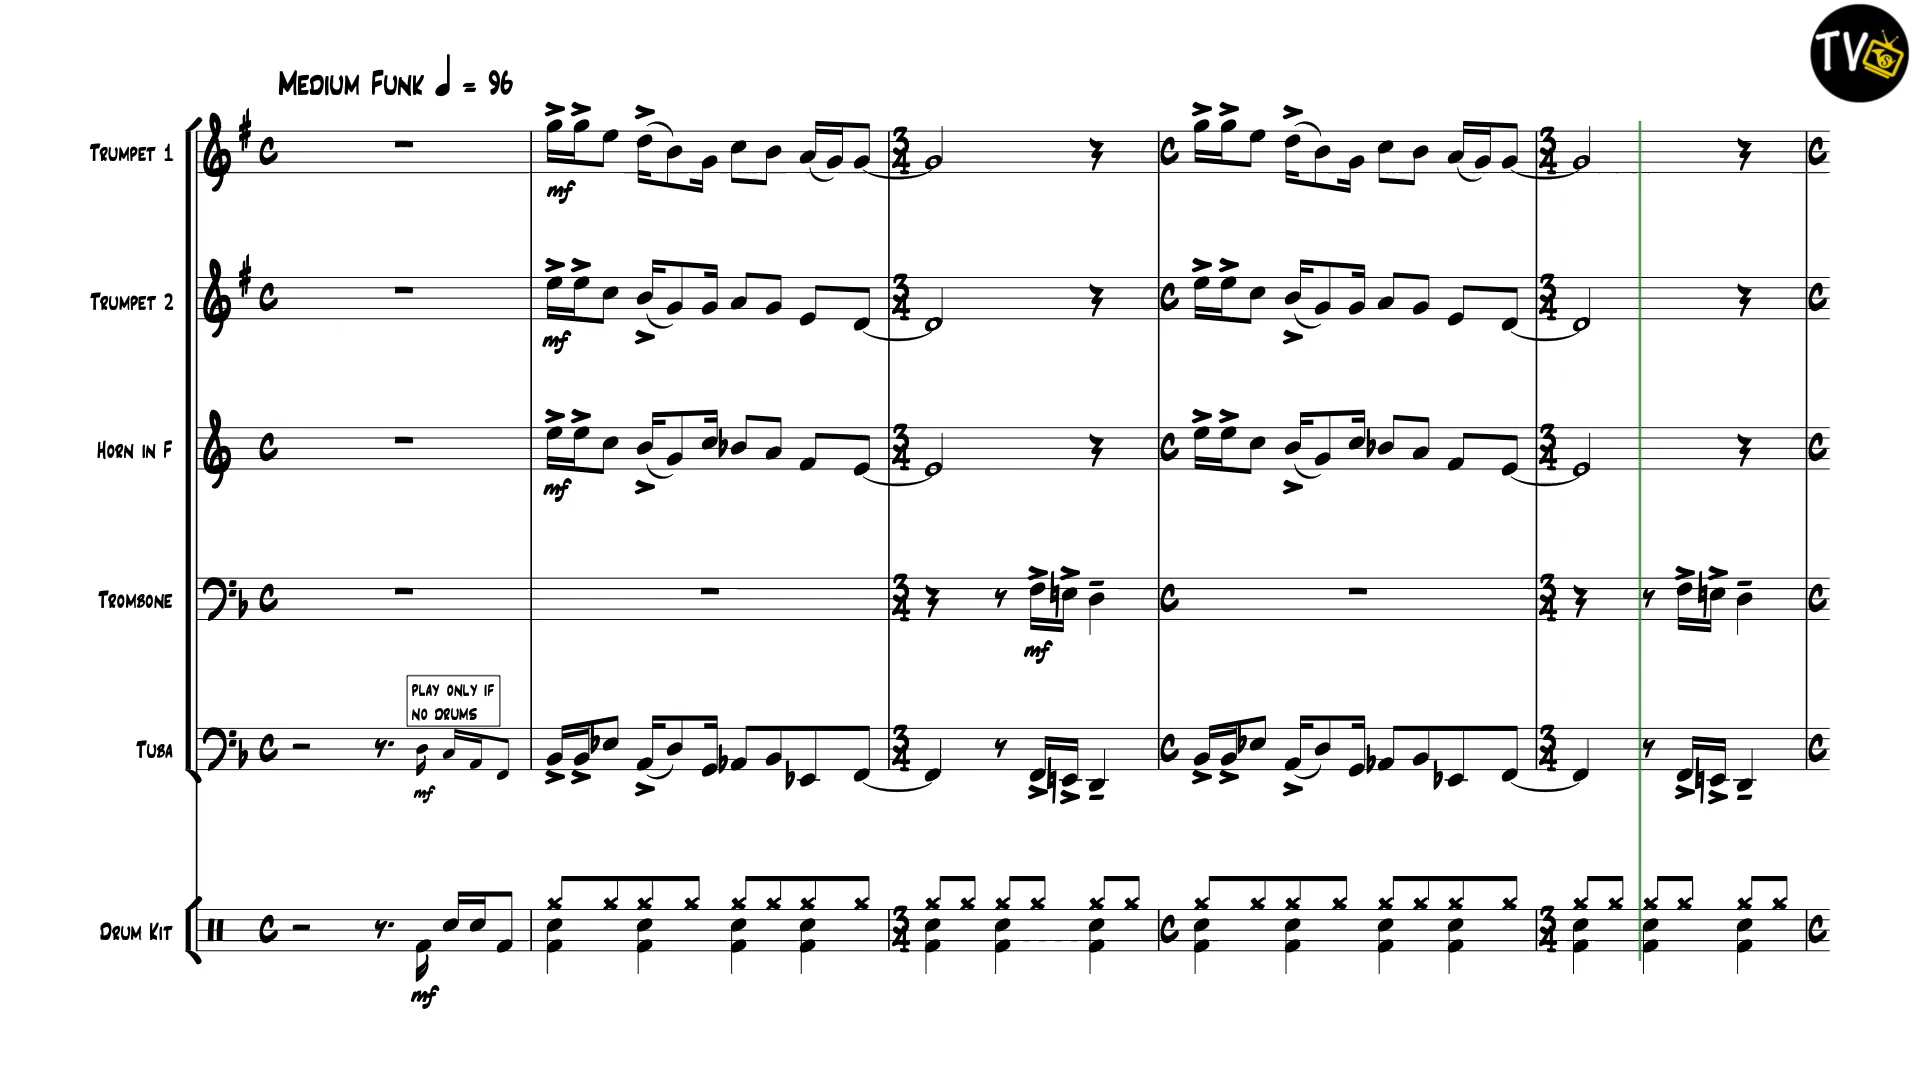 TV
MEDIUM FUNK ♩ = 96
TRUMPET 1
mf
TRUMPET 2
mf
HORN IN F
mf
TROMBONE
mf
PLAY ONLY IF
NO DRUMS
TUBA
mf
DRUM KIT
mf